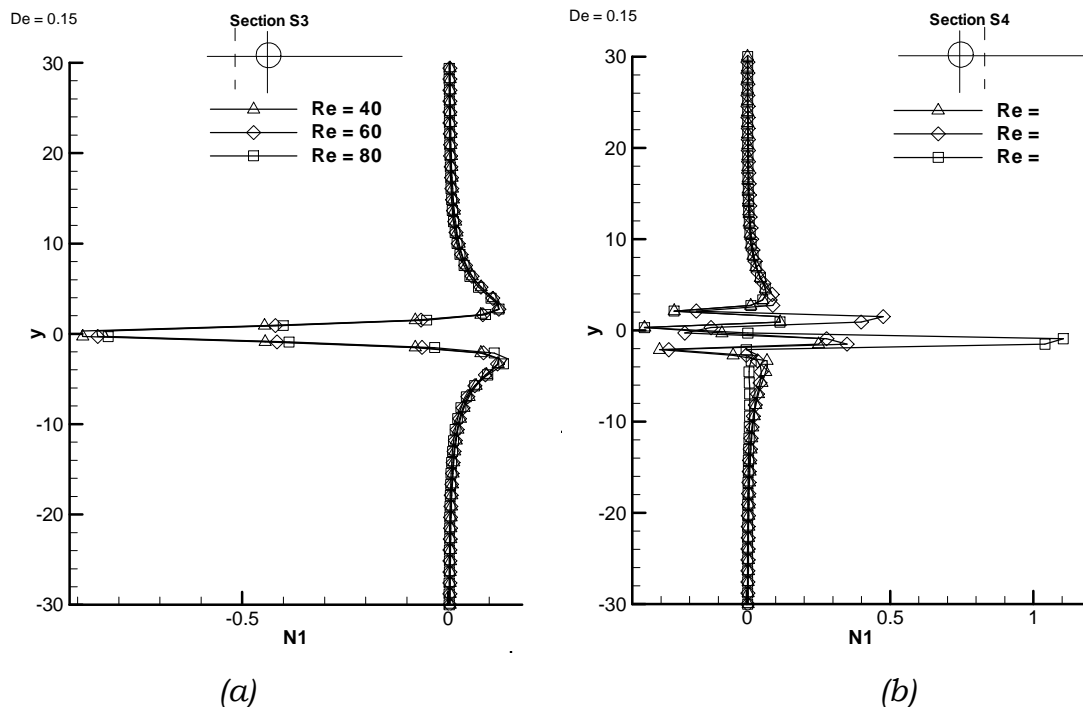 De = 0.15
Section S3
Re = 40
Re = 60
Re = 80
30
20
10
0
-10
-20
-30
y
-0.5
0
N1
(a)
De = 0.15
Section S4
Re =
Re =
Re =
30
20
10
0
-10
-20
-30
y
0
0.5
1
N1
(b)